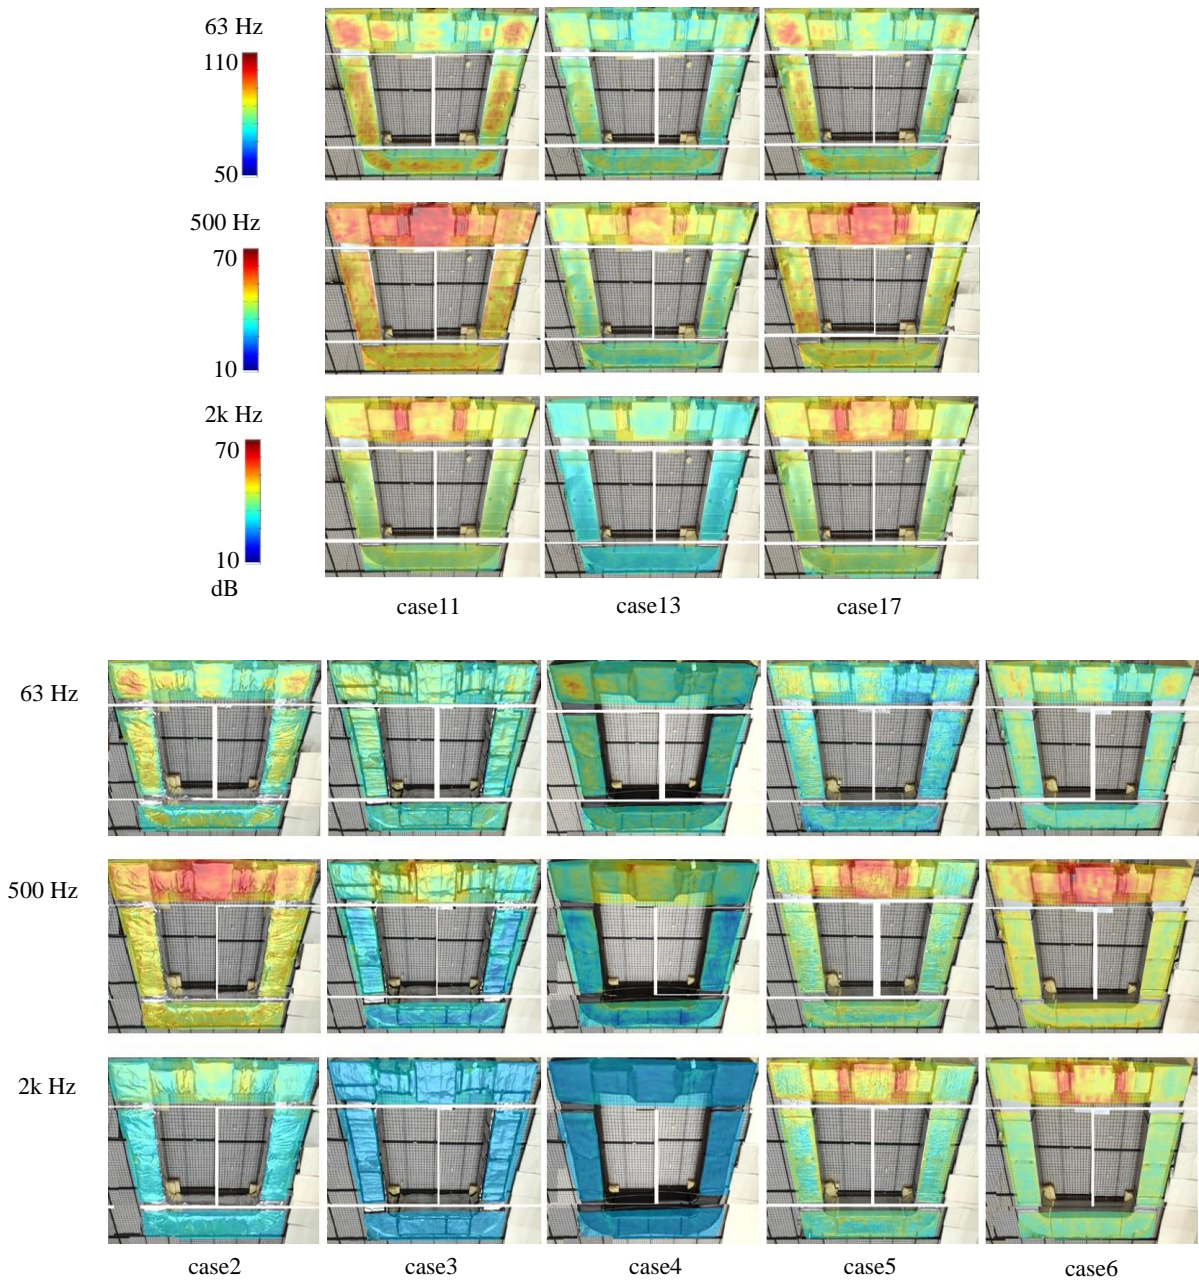 63 Hz
110
50
500 Hz
70
10
2k Hz
70
10
dB
case11 case13 case17
63 Hz
500 Hz
2k Hz
case2 case3 case4 case5 case6